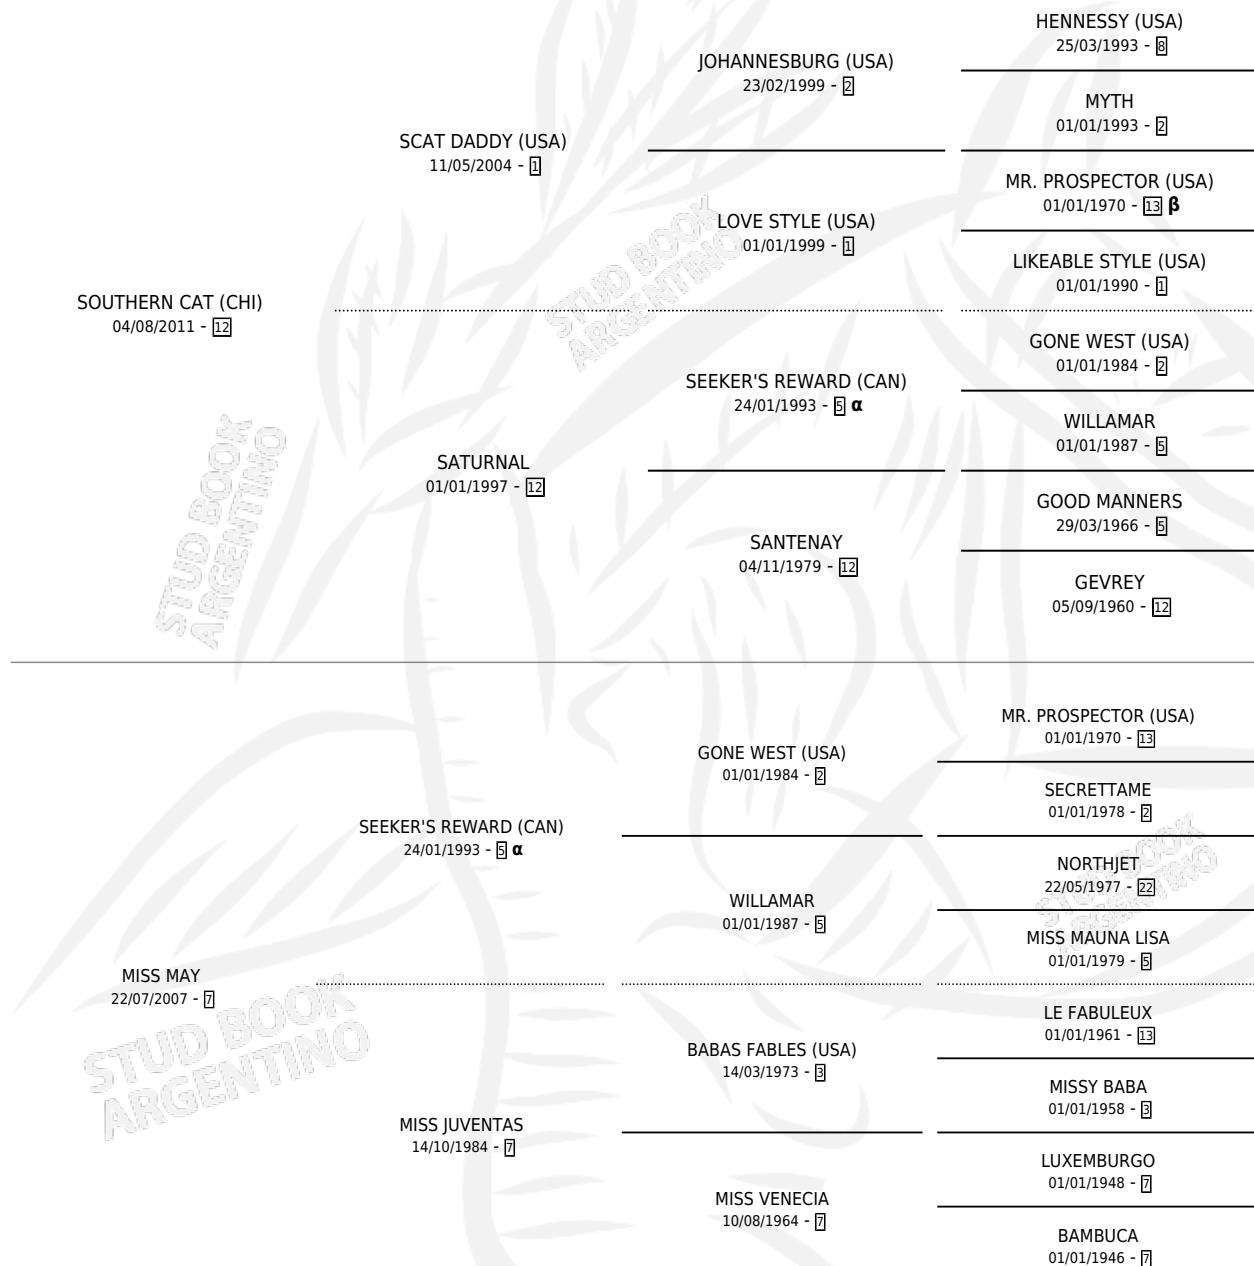 HENNESSY (USA)
25/03/1993 - 8
JOHANNESBURG (USA)
23/02/1999 - 2
MYTH
01/01/1993 - 2
SCAT DADDY (USA)
11/05/2004 - 1
MR. PROSPECTOR (USA)
01/01/1970 - 13 β
LOVE STYLE (USA)
01/01/1999 - 1
LIKEABLE STYLE (USA)
01/01/1990 - 1
SOUTHERN CAT (CHI)
04/08/2011 - 12
GONE WEST (USA)
01/01/1984 - 2
SEEKER'S REWARD (CAN)
24/01/1993 - 5 α
WILLAMAR
01/01/1987 - 5
SATURNAL
01/01/1997 - 12
GOOD MANNERS
29/03/1966 - 5
SANTENAY
04/11/1979 - 12
GEVREY
05/09/1960 - 12
MR. PROSPECTOR (USA)
01/01/1970 - 13
GONE WEST (USA)
01/01/1984 - 2
SECRETTAME
01/01/1978 - 2
SEEKER'S REWARD (CAN)
24/01/1993 - 5 α
NORTHJET
22/05/1977 - 22
WILLAMAR
01/01/1987 - 5
MISS MAUNA LISA
01/01/1979 - 5
MISS MAY
22/07/2007 - 7
LE FABULEUX
01/01/1961 - 13
BABAS FABLES (USA)
14/03/1973 - 3
MISSY BABA
01/01/1958 - 3
MISS JUVENTAS
14/10/1984 - 7
LUXEMBURGO
01/01/1948 - 7
MISS VENECIA
10/08/1964 - 7
BAMBUCA
01/01/1946 - 7
STUD BOOK
ARGENTINO
STUD BOOK
ARGENTINO
STUD BOOK
ARGENTINO
STUD BOOK
ARGENTINO